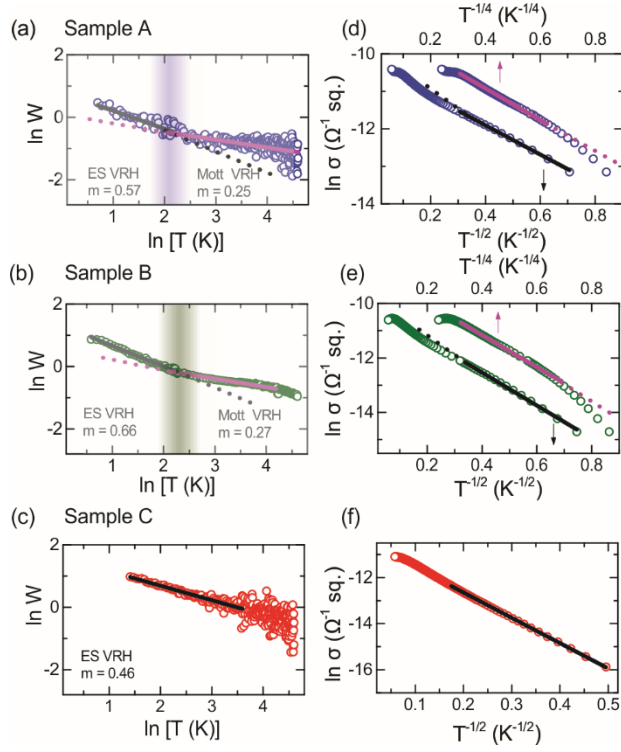 (a) Sample A
ln W
2
0
-2
ES VRH
m = 0.57
Mott VRH
m = 0.25
1 2 3 4
ln [T (K)]
(d)
T-1/4 (K-1/4)
0.2 0.4 0.6 0.8
ln σ (Ω-1 sq.)
-10
-12
-14
0.2 0.4 0.6 0.8
T-1/2 (K-1/2)
(b) Sample B
ln W
2
0
-2
ES VRH
m = 0.66
Mott VRH
m = 0.27
1 2 3 4
ln [T (K)]
(e)
T-1/4 (K-1/4)
0.2 0.4 0.6 0.8
ln σ (Ω-1 sq.)
-10
-12
-14
0.2 0.4 0.6 0.8
T-1/2 (K-1/2)
(c) Sample C
ln W
2
0
-2
ES VRH
m = 0.46
1 2 3 4
ln [T (K)]
(f)
ln σ (Ω-1 sq.)
-12
-14
-16
0.1 0.2 0.3 0.4 0.5
T-1/2 (K-1/2)